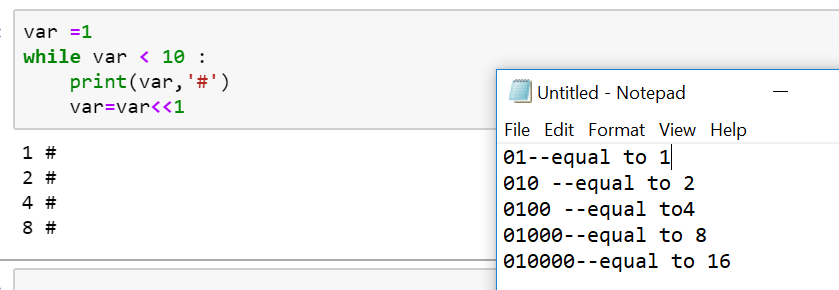 var =1
while var < 10 :
    print(var,'#')
    var=var<<1
1 #
2 #
4 #
8 #
Untitled - Notepad
File Edit Format View Help
01--equal to 1
010 --equal to 2
0100 --equal to4
01000--equal to 8
010000--equal to 16